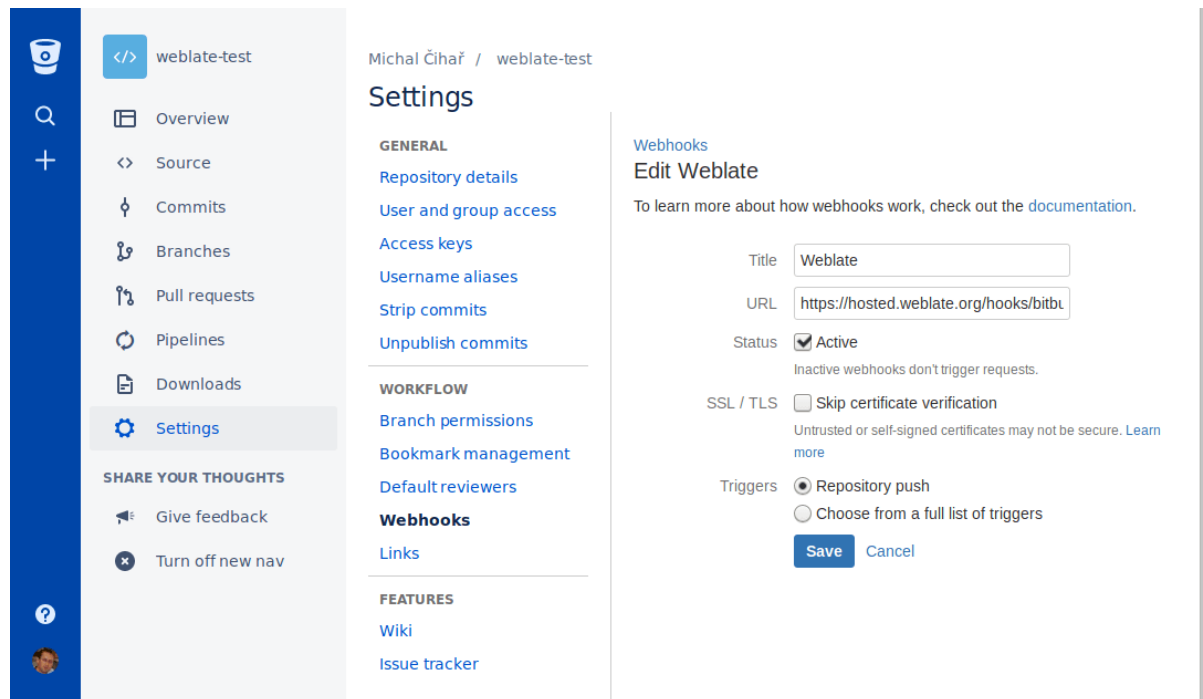 weblate-test
Overview
Source
Commits
Branches
Pull requests
Pipelines
Downloads
Settings
SHARE YOUR THOUGHTS
Give feedback
Turn off new nav
Michal Čihař / weblate-test
Settings
GENERAL
Repository details
User and group access
Access keys
Username aliases
Strip commits
Unpublish commits
WORKFLOW
Branch permissions
Bookmark management
Default reviewers
Webhooks
Links
FEATURES
Wiki
Issue tracker
Webhooks
Edit Weblate
To learn more about how webhooks work, check out the documentation.
Title Weblate
URL https://hosted.weblate.org/hooks/bitbu
Status Active
Inactive webhooks don't trigger requests.
SSL / TLS Skip certificate verification
Untrusted or self-signed certificates may not be secure. Learn
more
Triggers Repository push
Choose from a full list of triggers
Save Cancel